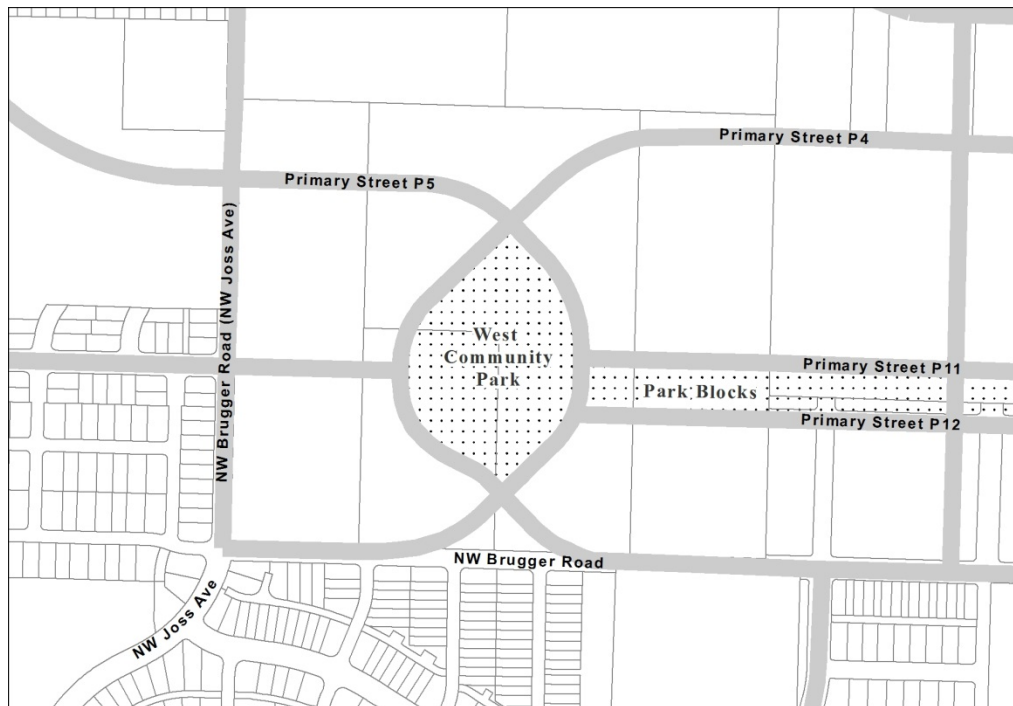 Primary Street P4
Primary Street P5
NW Brugger Road (NW Joss Ave)
West
Community
Park
Primary Street P11
Park Blocks
Primary Street P12
NW Brugger Road
NW Joss Ave